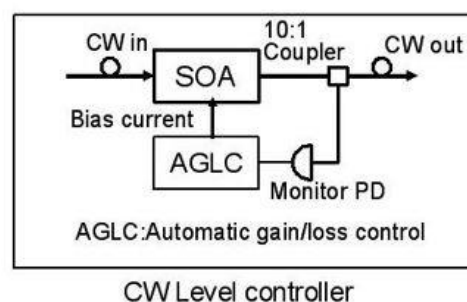 10:1
CW in
Coupler
CW out
SOA
Bias current
AGLC
Monitor PD
AGLC:Automatic gain/loss control
CW Level controller